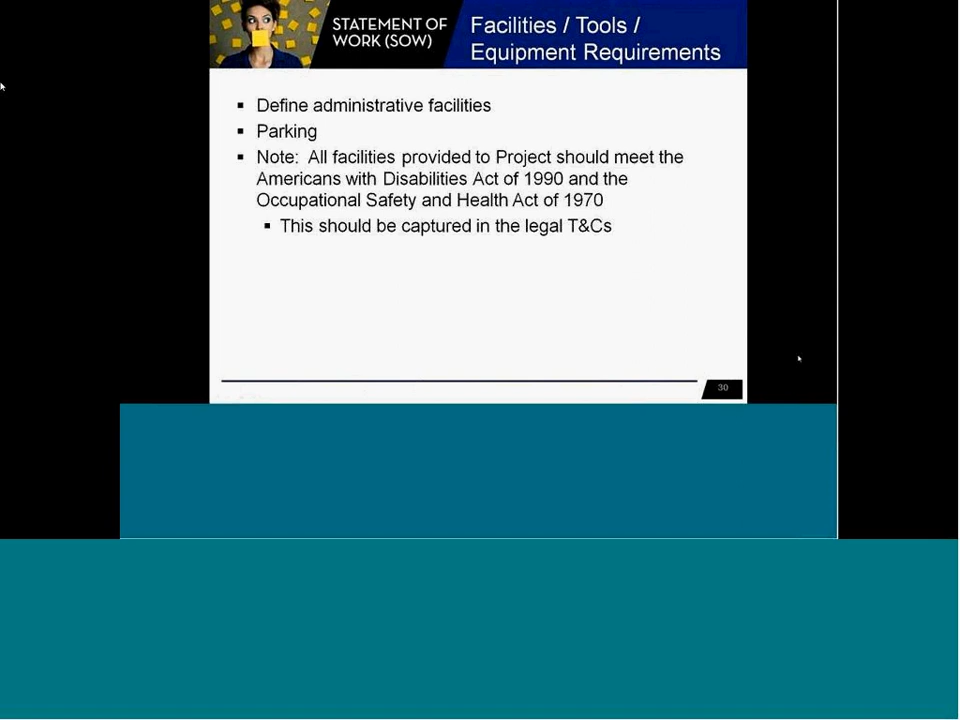 STATEMENT OF
WORK (SOW)
Facilities / Tools /
Equipment Requirements
▪ Define administrative facilities
▪ Parking
▪ Note: All facilities provided to Project should meet the
Americans with Disabilities Act of 1990 and the
Occupational Safety and Health Act of 1970
▪ This should be captured in the legal T&Cs
30